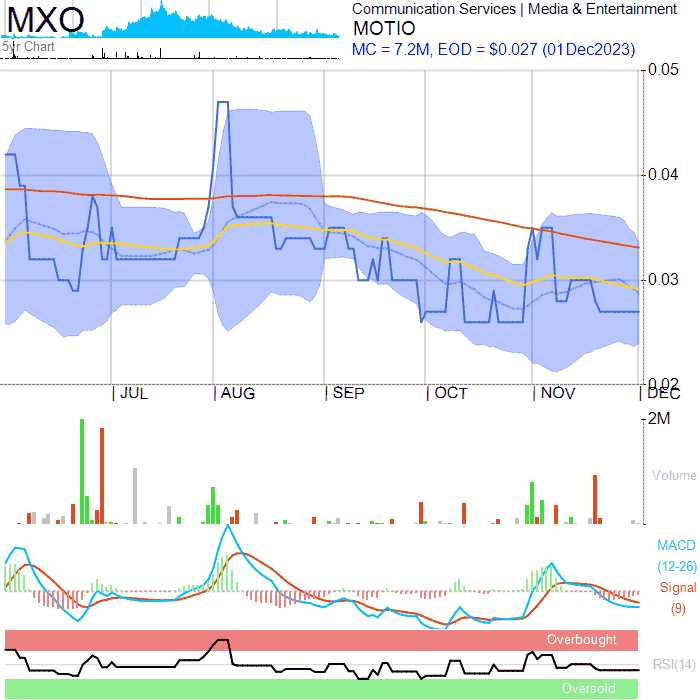 MXO
5yr Chart
Communication Services | Media & Entertainment
MOTIO
MC = 7.2M, EOD = $0.027 (01Dec2023)
0.05
0.04
0.03
0.02
| JUL
| AUG
| SEP
| OCT
| NOV
| DEC
2M
Volume
MACD
(12-26)
Signal
(9)
Overbought
RSI(14)
Oversold